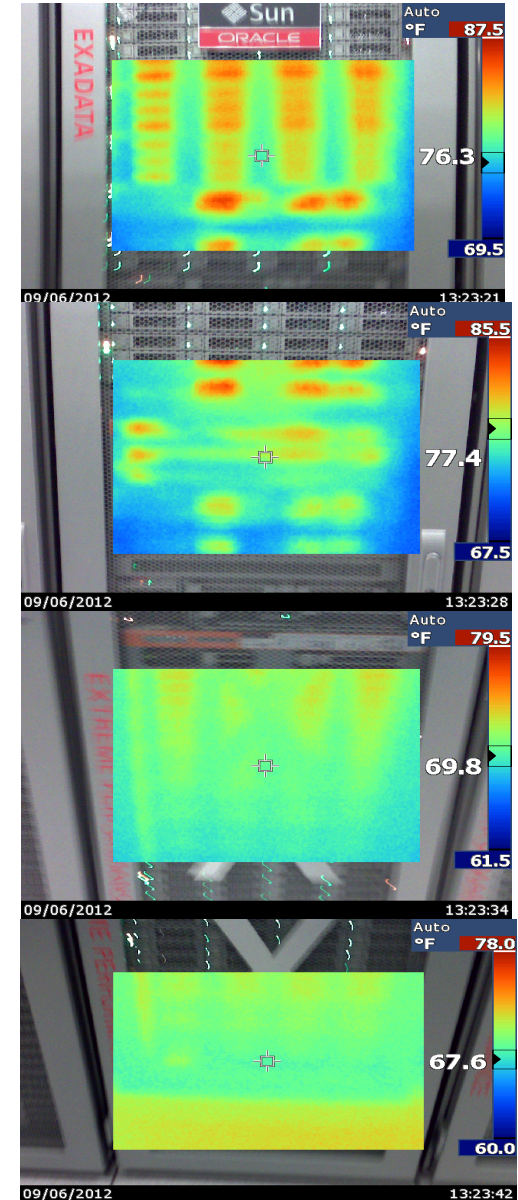 Sun
ORACLE
EXADATA
Auto
°F 87.5
76.3
69.5
09/06/2012 13:23:21
Auto
°F 85.5
77.4
67.5
09/06/2012 13:23:28
Auto
°F 79.5
EXTREME
69.8
61.5
09/06/2012 13:23:34
Auto
°F 78.0
67.6
60.0
09/06/2012 13:23:42